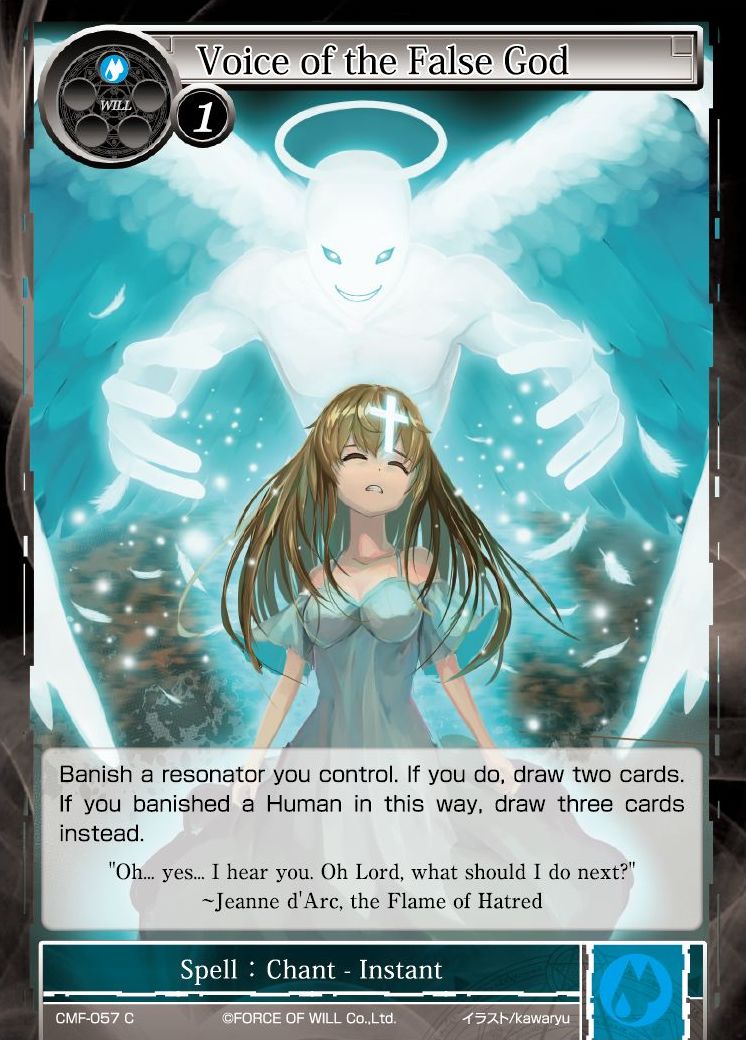 Voice of the False God
WILL
1
Banish a resonator you control. If you do, draw two cards.
If you banished a Human in this way, draw three cards
instead.
"Oh... yes... I hear you. Oh Lord, what should I do next?"
~Jeanne d'Arc, the Flame of Hatred
Spell : Chant - Instant
CMF-057 C
©FORCE OF WILL Co.,Ltd.
イラスト/kawaryu